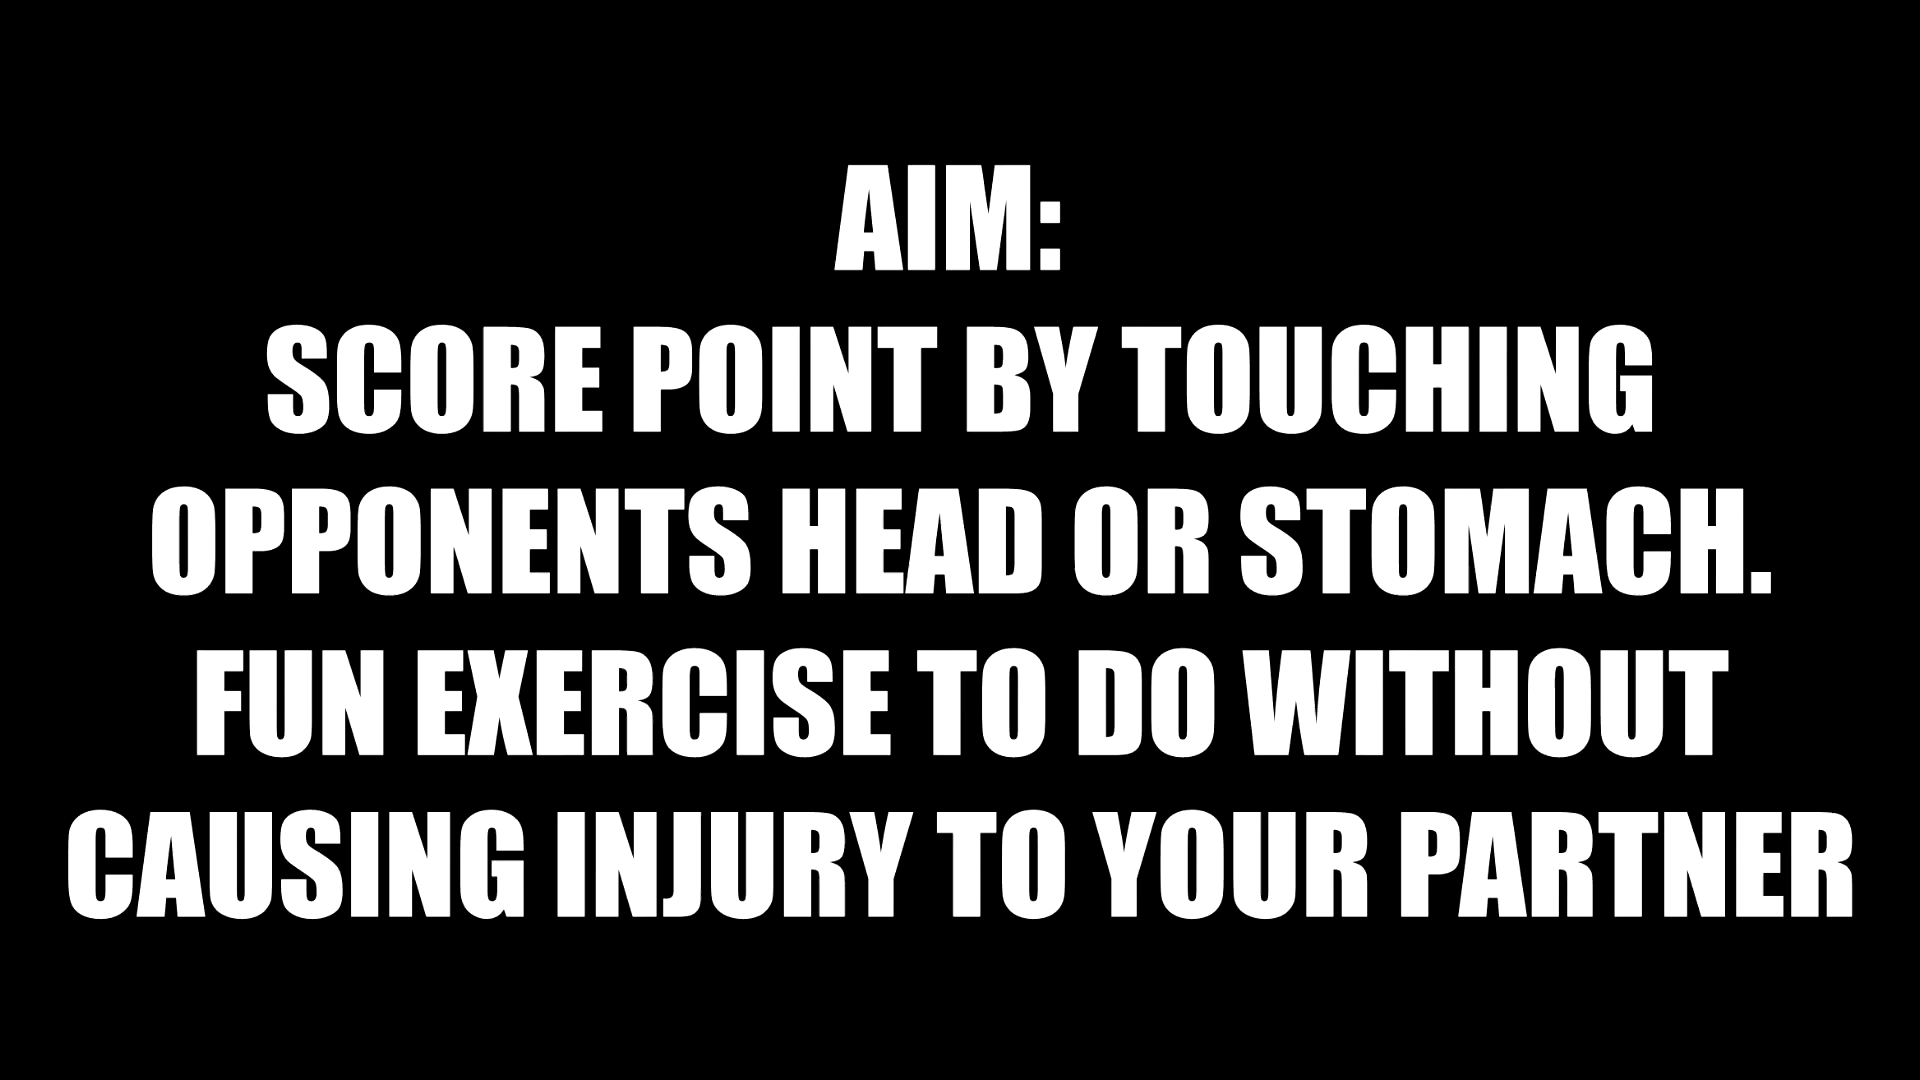 AIM:
SCORE POINT BY TOUCHING
OPPONENTS HEAD OR STOMACH.
FUN EXERCISE TO DO WITHOUT
CAUSING INJURY TO YOUR PARTNER